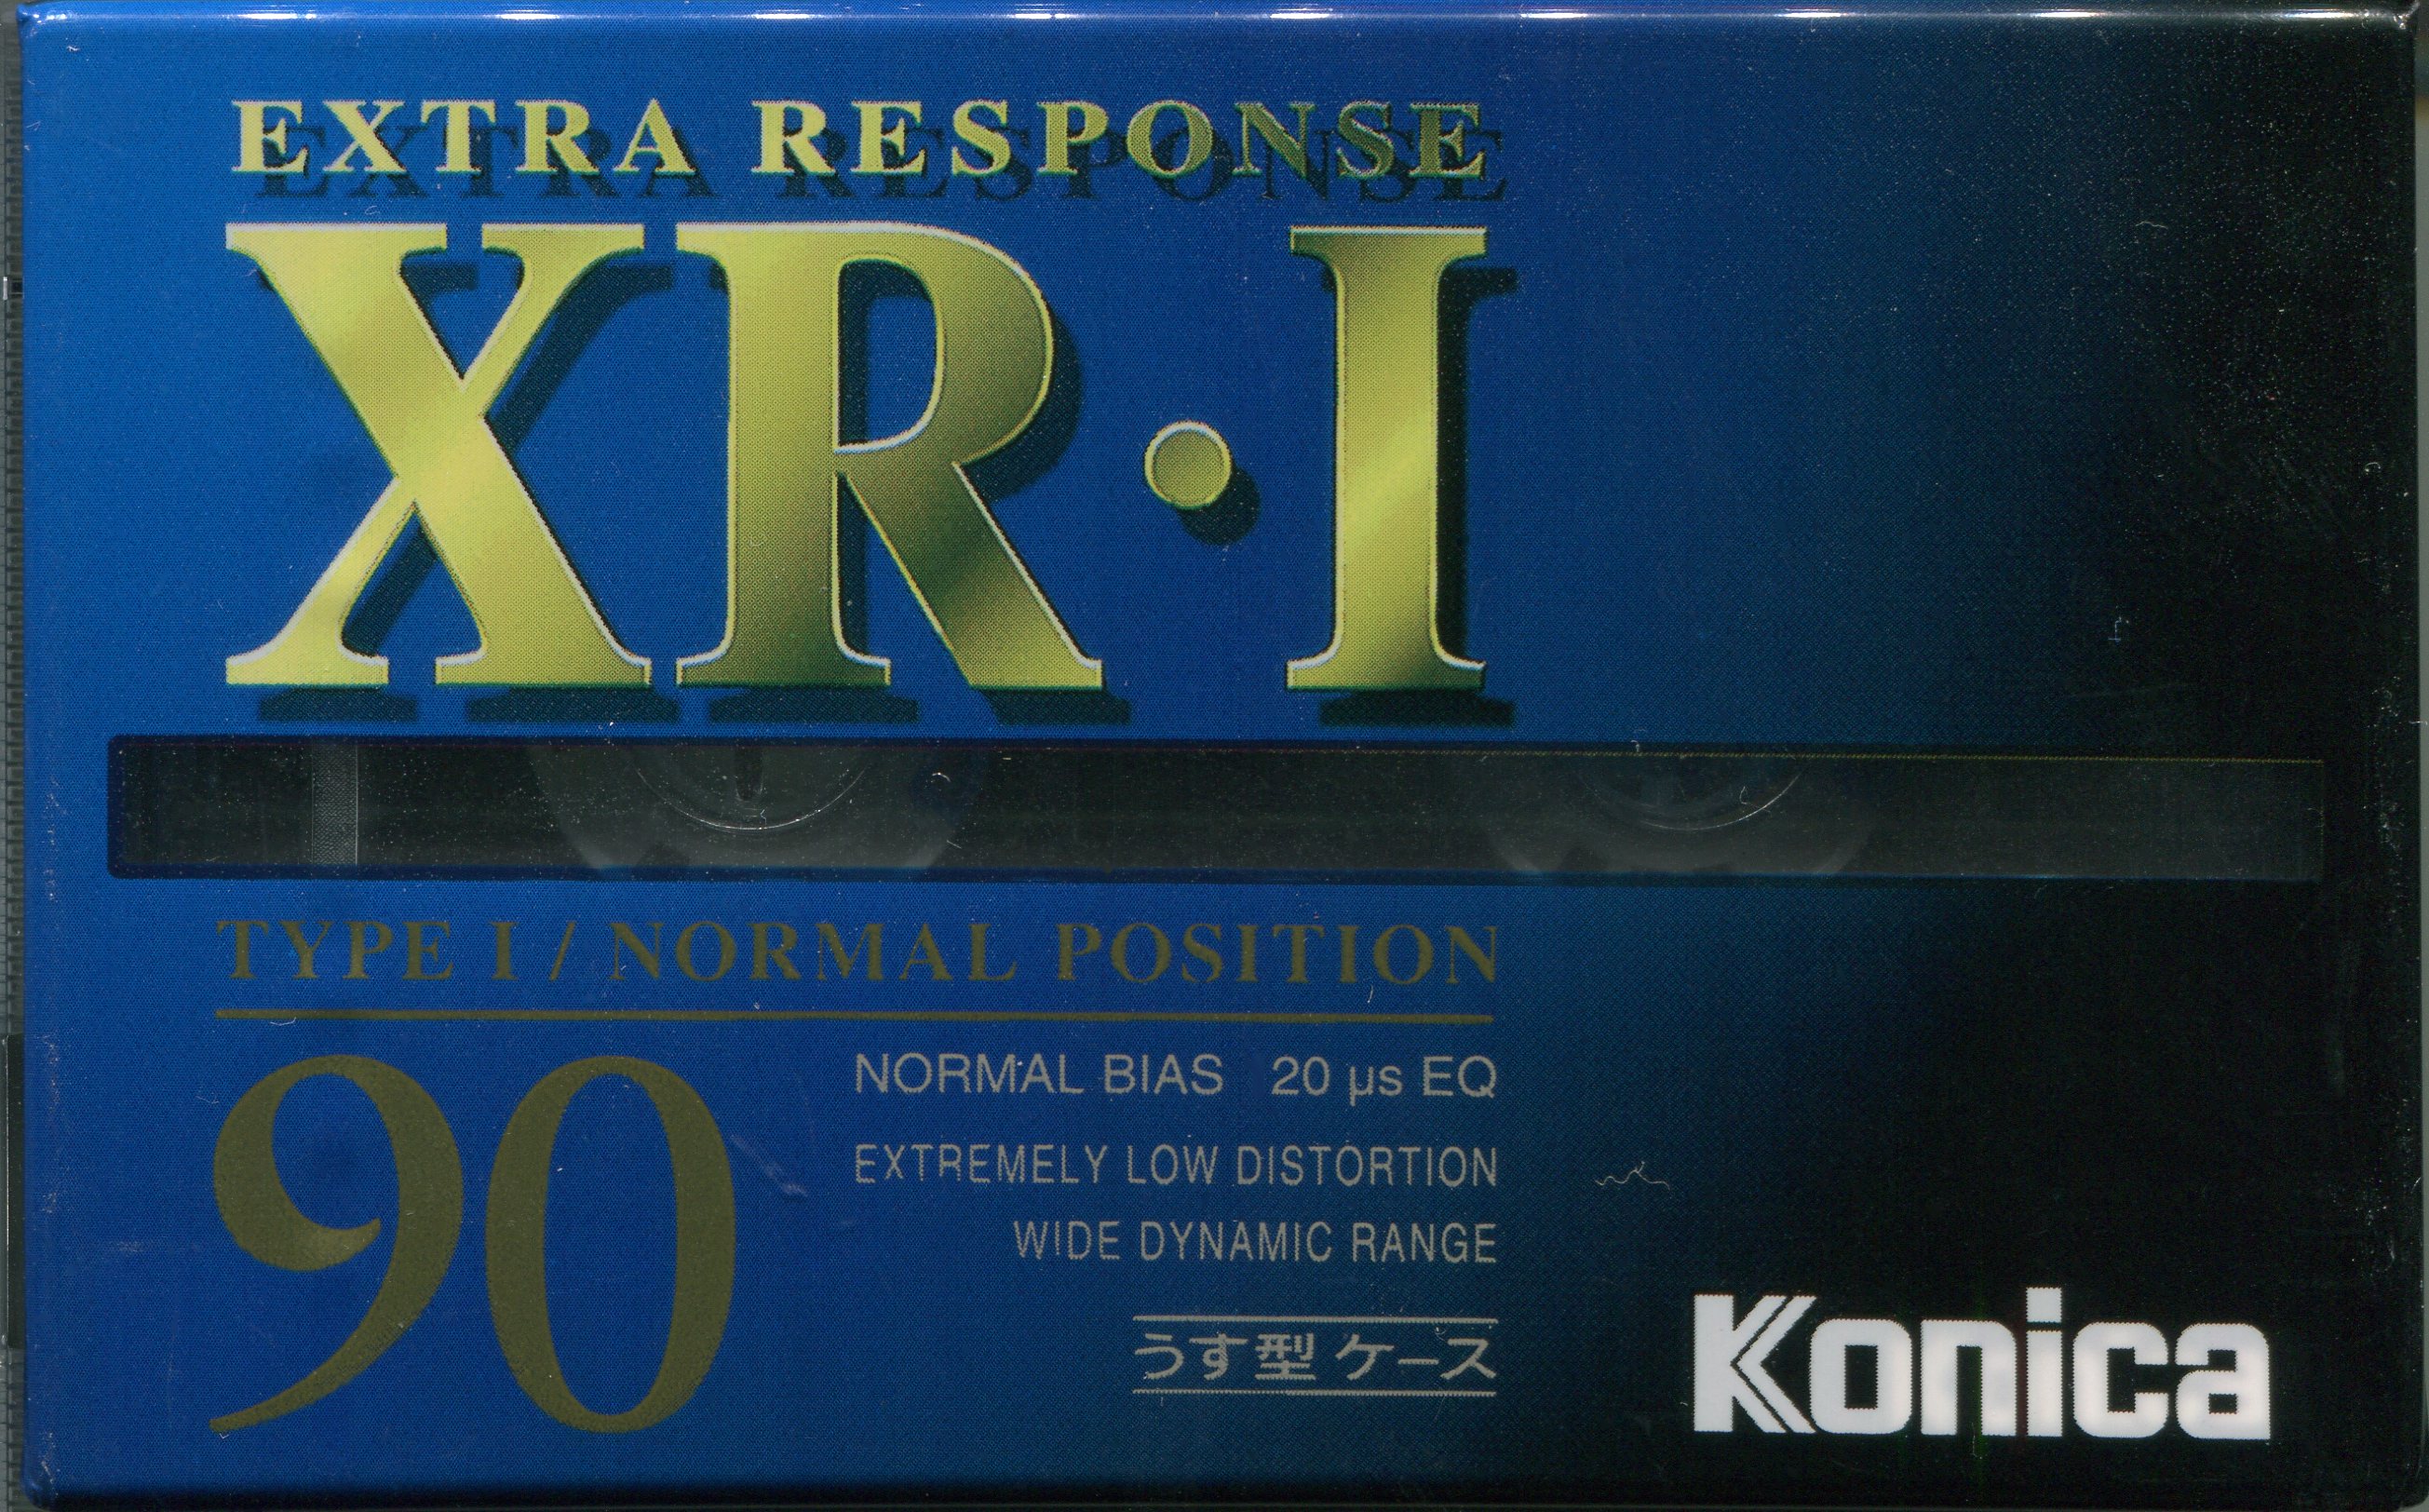 EXTRA RESPONSE
XR・I
TYPE I / NORMAL POSITION
90
NORMAL BIAS 20 µs EQ
EXTREMELY LOW DISTORTION
WIDE DYNAMIC RANGE
うす型 ケース
Konica